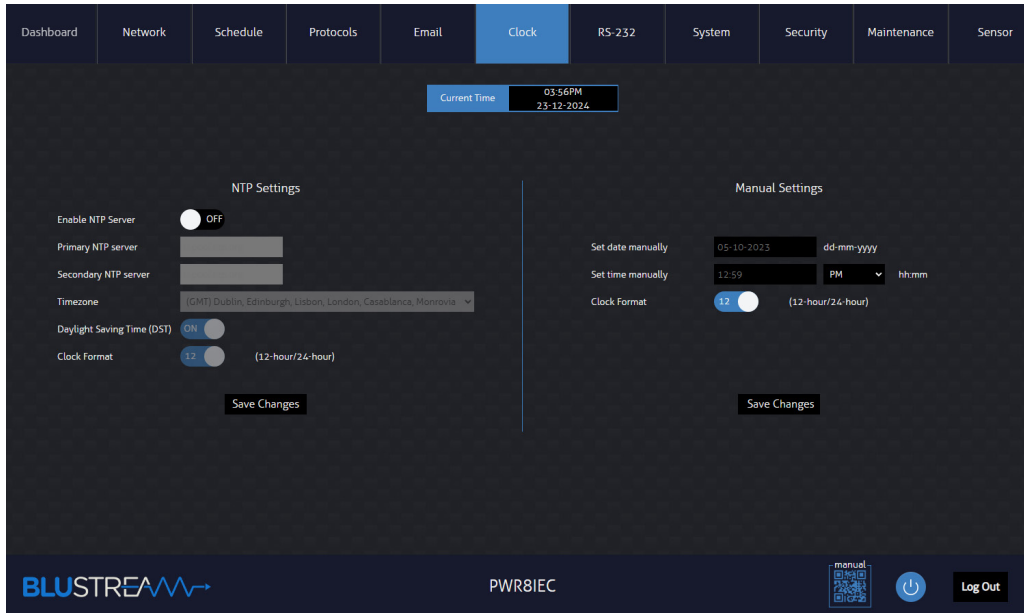 Dashboard Network Schedule Protocols Email Clock RS-232 System Security Maintenance Sensor
Current Time 03:56PM
23-12-2024
NTP Settings
Enable NTP Server OFF
Primary NTP server
Secondary NTP server
Timezone (GMT) Dublin, Edinburgh, Lisbon, London, Casablanca, Monrovia
Daylight Saving Time (DST) ON
Clock Format 12 (12-hour/24-hour)
Save Changes
Manual Settings
Set date manually 05-10-2023 dd-mm-yyyy
Set time manually 12:59 PM hh:mm
Clock Format 12 (12-hour/24-hour)
Save Changes
BLUSTREAM
PWR8IEC
manual
Log Out